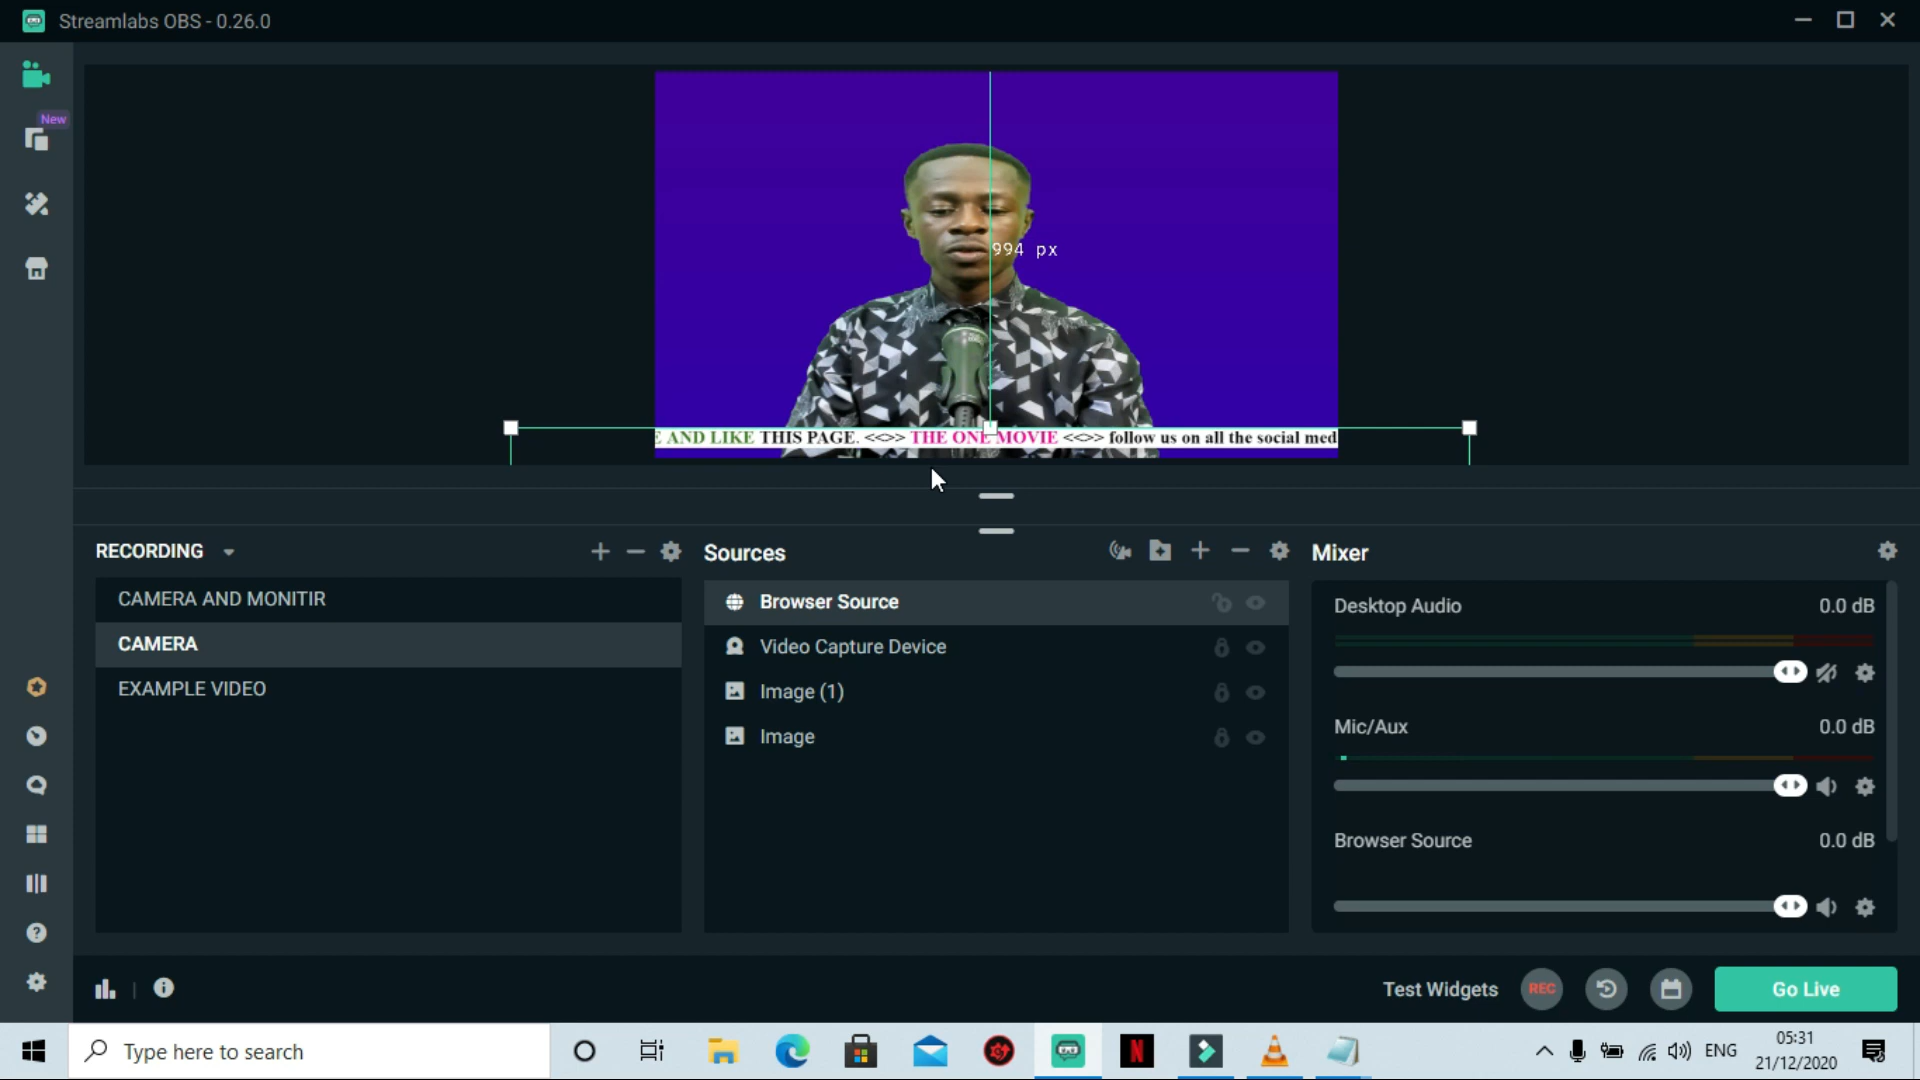 Streamlabs OBS - 0.26.0
New
994 px
E AND LIKE THIS PAGE. <<>> THE ONE MOVIE <<>> follow us on all the social med
RECORDING
CAMERA AND MONITIR
CAMERA
EXAMPLE VIDEO
Sources
Browser Source
Video Capture Device
Image (1)
Image
Mixer
Desktop Audio 0.0 dB
Mic/Aux 0.0 dB
Browser Source 0.0 dB
Test Widgets REC Go Live
Type here to search
N
ENG
05:31
21/12/2020